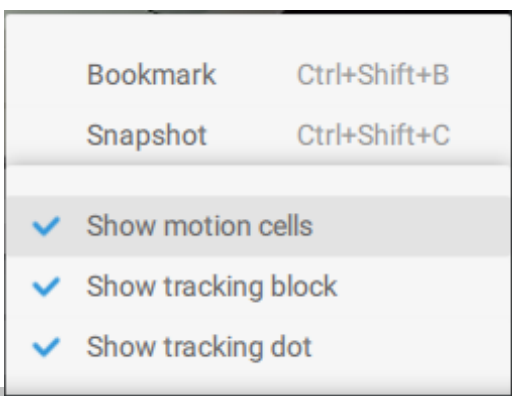 Bookmark Ctrl+Shift+B
Snapshot Ctrl+Shift+C
Show motion cells
Show tracking block
Show tracking dot